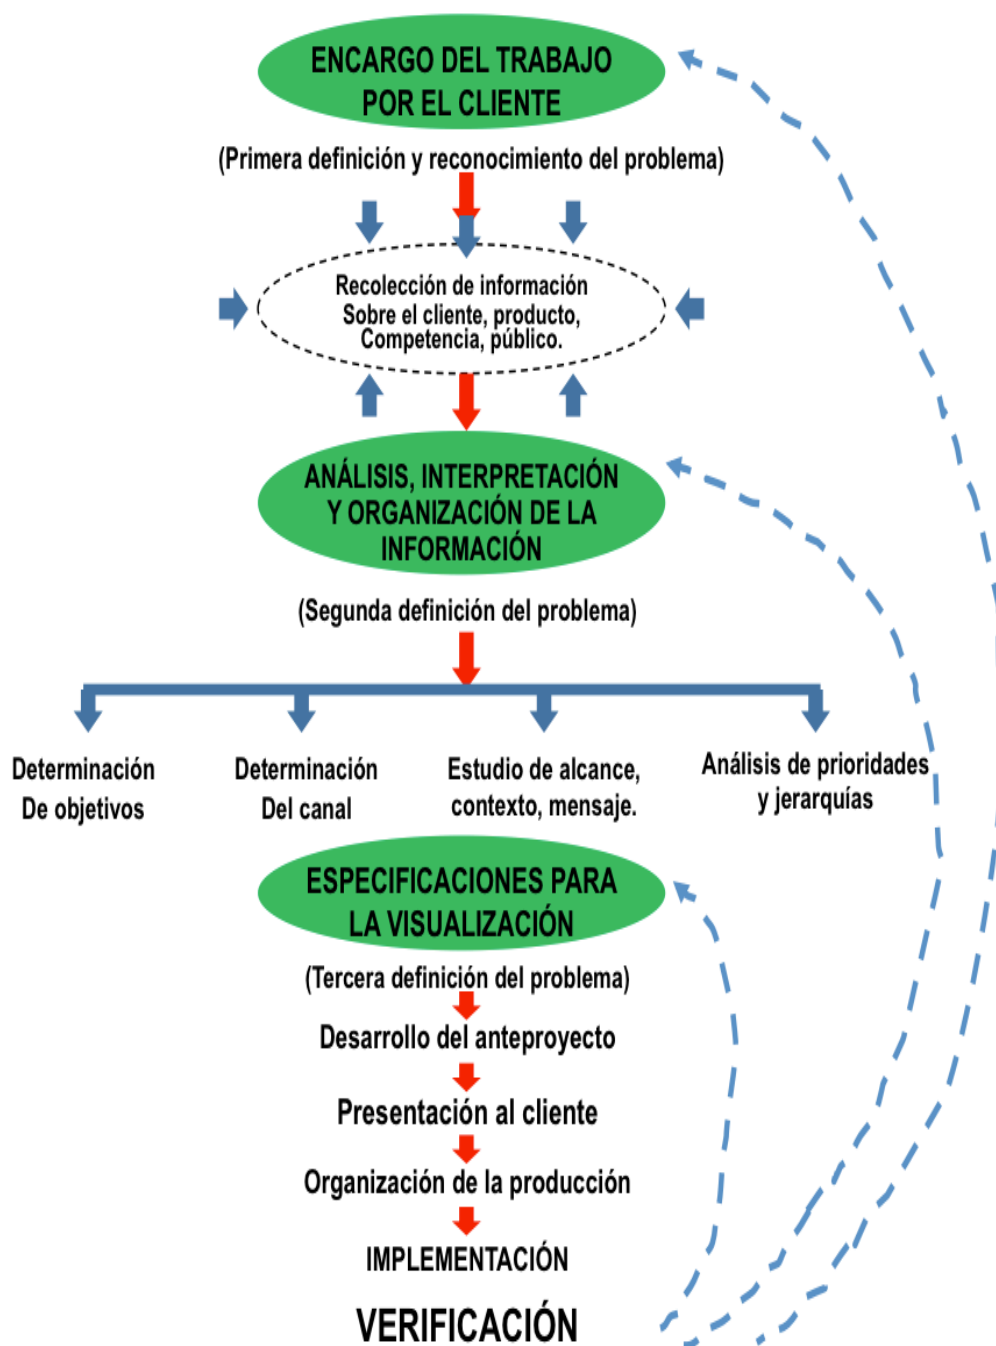 ENCARGO DEL TRABAJO
POR EL CLIENTE
(Primera definición y reconocimiento del problema)
Recolección de información
Sobre el cliente, producto,
Competencia, público.
ANÁLISIS, INTERPRETACIÓN
Y ORGANIZACIÓN DE LA
INFORMACIÓN
(Segunda definición del problema)
Determinación
De objetivos
Determinación
Del canal
Estudio de alcance,
contexto, mensaje.
Análisis de prioridades
y jerarquías
ESPECIFICACIONES PARA
LA VISUALIZACIÓN
(Tercera definición del problema)
Desarrollo del anteproyecto
Presentación al cliente
Organización de la producción
IMPLEMENTACIÓN
VERIFICACIÓN